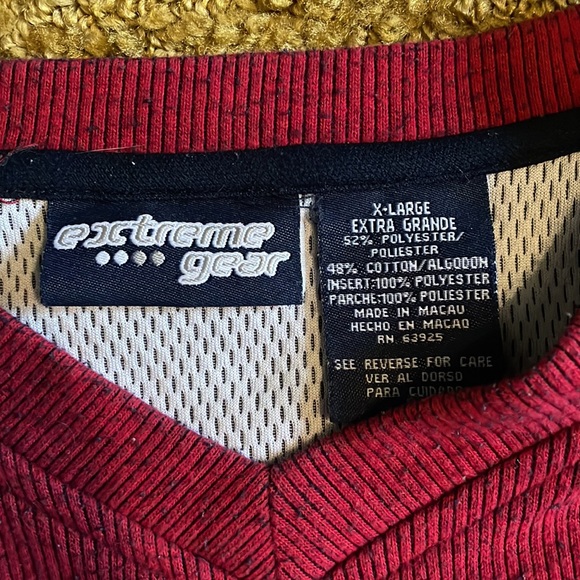 extreme
gear
X-LARGE
EXTRA GRANDE
52% POLYESTER/
POLIESTER
48% COTTON/ALGODON
INSERT:100% POLYESTER
PARCHE:100% POLIESTER
MADE IN MACAU
HECHO EN MACAO
RN 63925
SEE REVERSE FOR CARE
VER AL DORSO
PARA CUIDADO